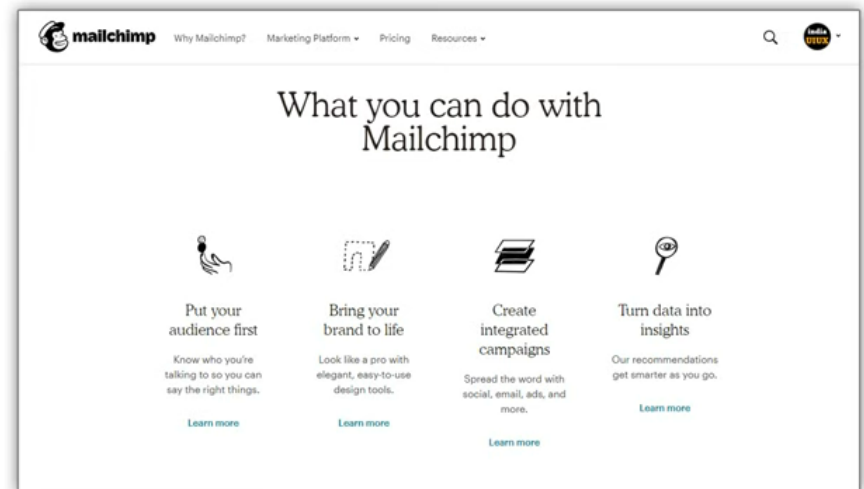 mailchimp
Why Mailchimp?
Marketing Platform
Pricing
Resources
india
UIUX
What you can do with
Mailchimp
Put your
audience first
Know who you're
talking to so you can
say the right things.
Learn more
Bring your
brand to life
Look like a pro with
elegant, easy-to-use
design tools.
Learn more
Create
integrated
campaigns
Spread the word with
social, email, ads, and
more.
Learn more
Turn data into
insights
Our recommendations
get smarter as you go.
Learn more